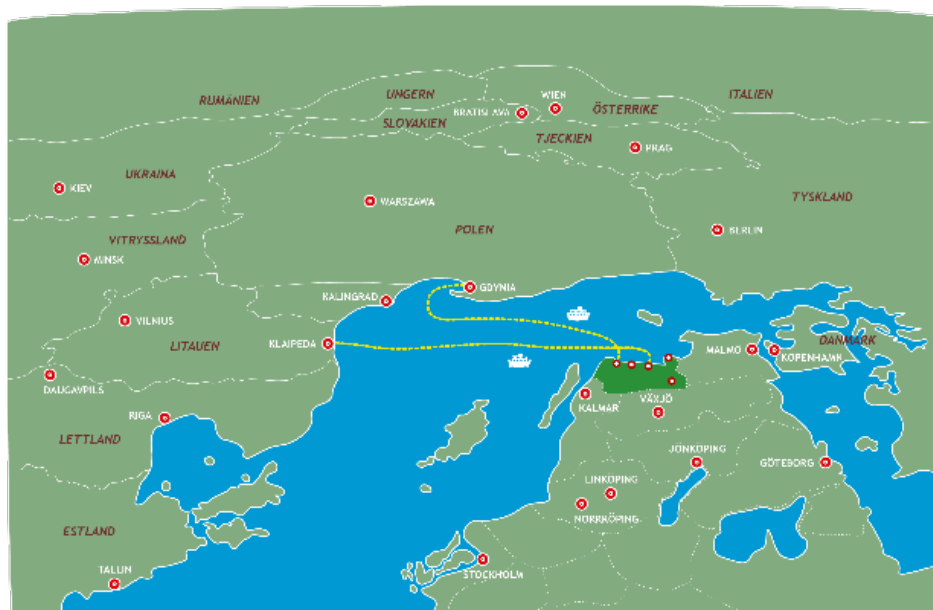 RUMÄNIEN
UNGERN
BRATISLAVA
WIEN
ÖSTERRIKE
ITALIEN
SLOVAKIEN
TJECKIEN
PRAG
UKRAINA
KIEV
WARSZAWA
TYSKLAND
POLEN
BERLIN
VITRYSSLAND
MINSK
KALINGRAD
GDYNIA
VILNIUS
LITAUEN
KLAIPEDA
MALMÖ
DANMARK
KÖPENHAMN
DAUGAVPILS
KALMAR
VÄXJÖ
RIGA
LETTLAND
JÖNKÖPING
GÖTEBORG
LINKÖPING
NORRKÖPING
ESTLAND
TALLIN
STOCKHOLM